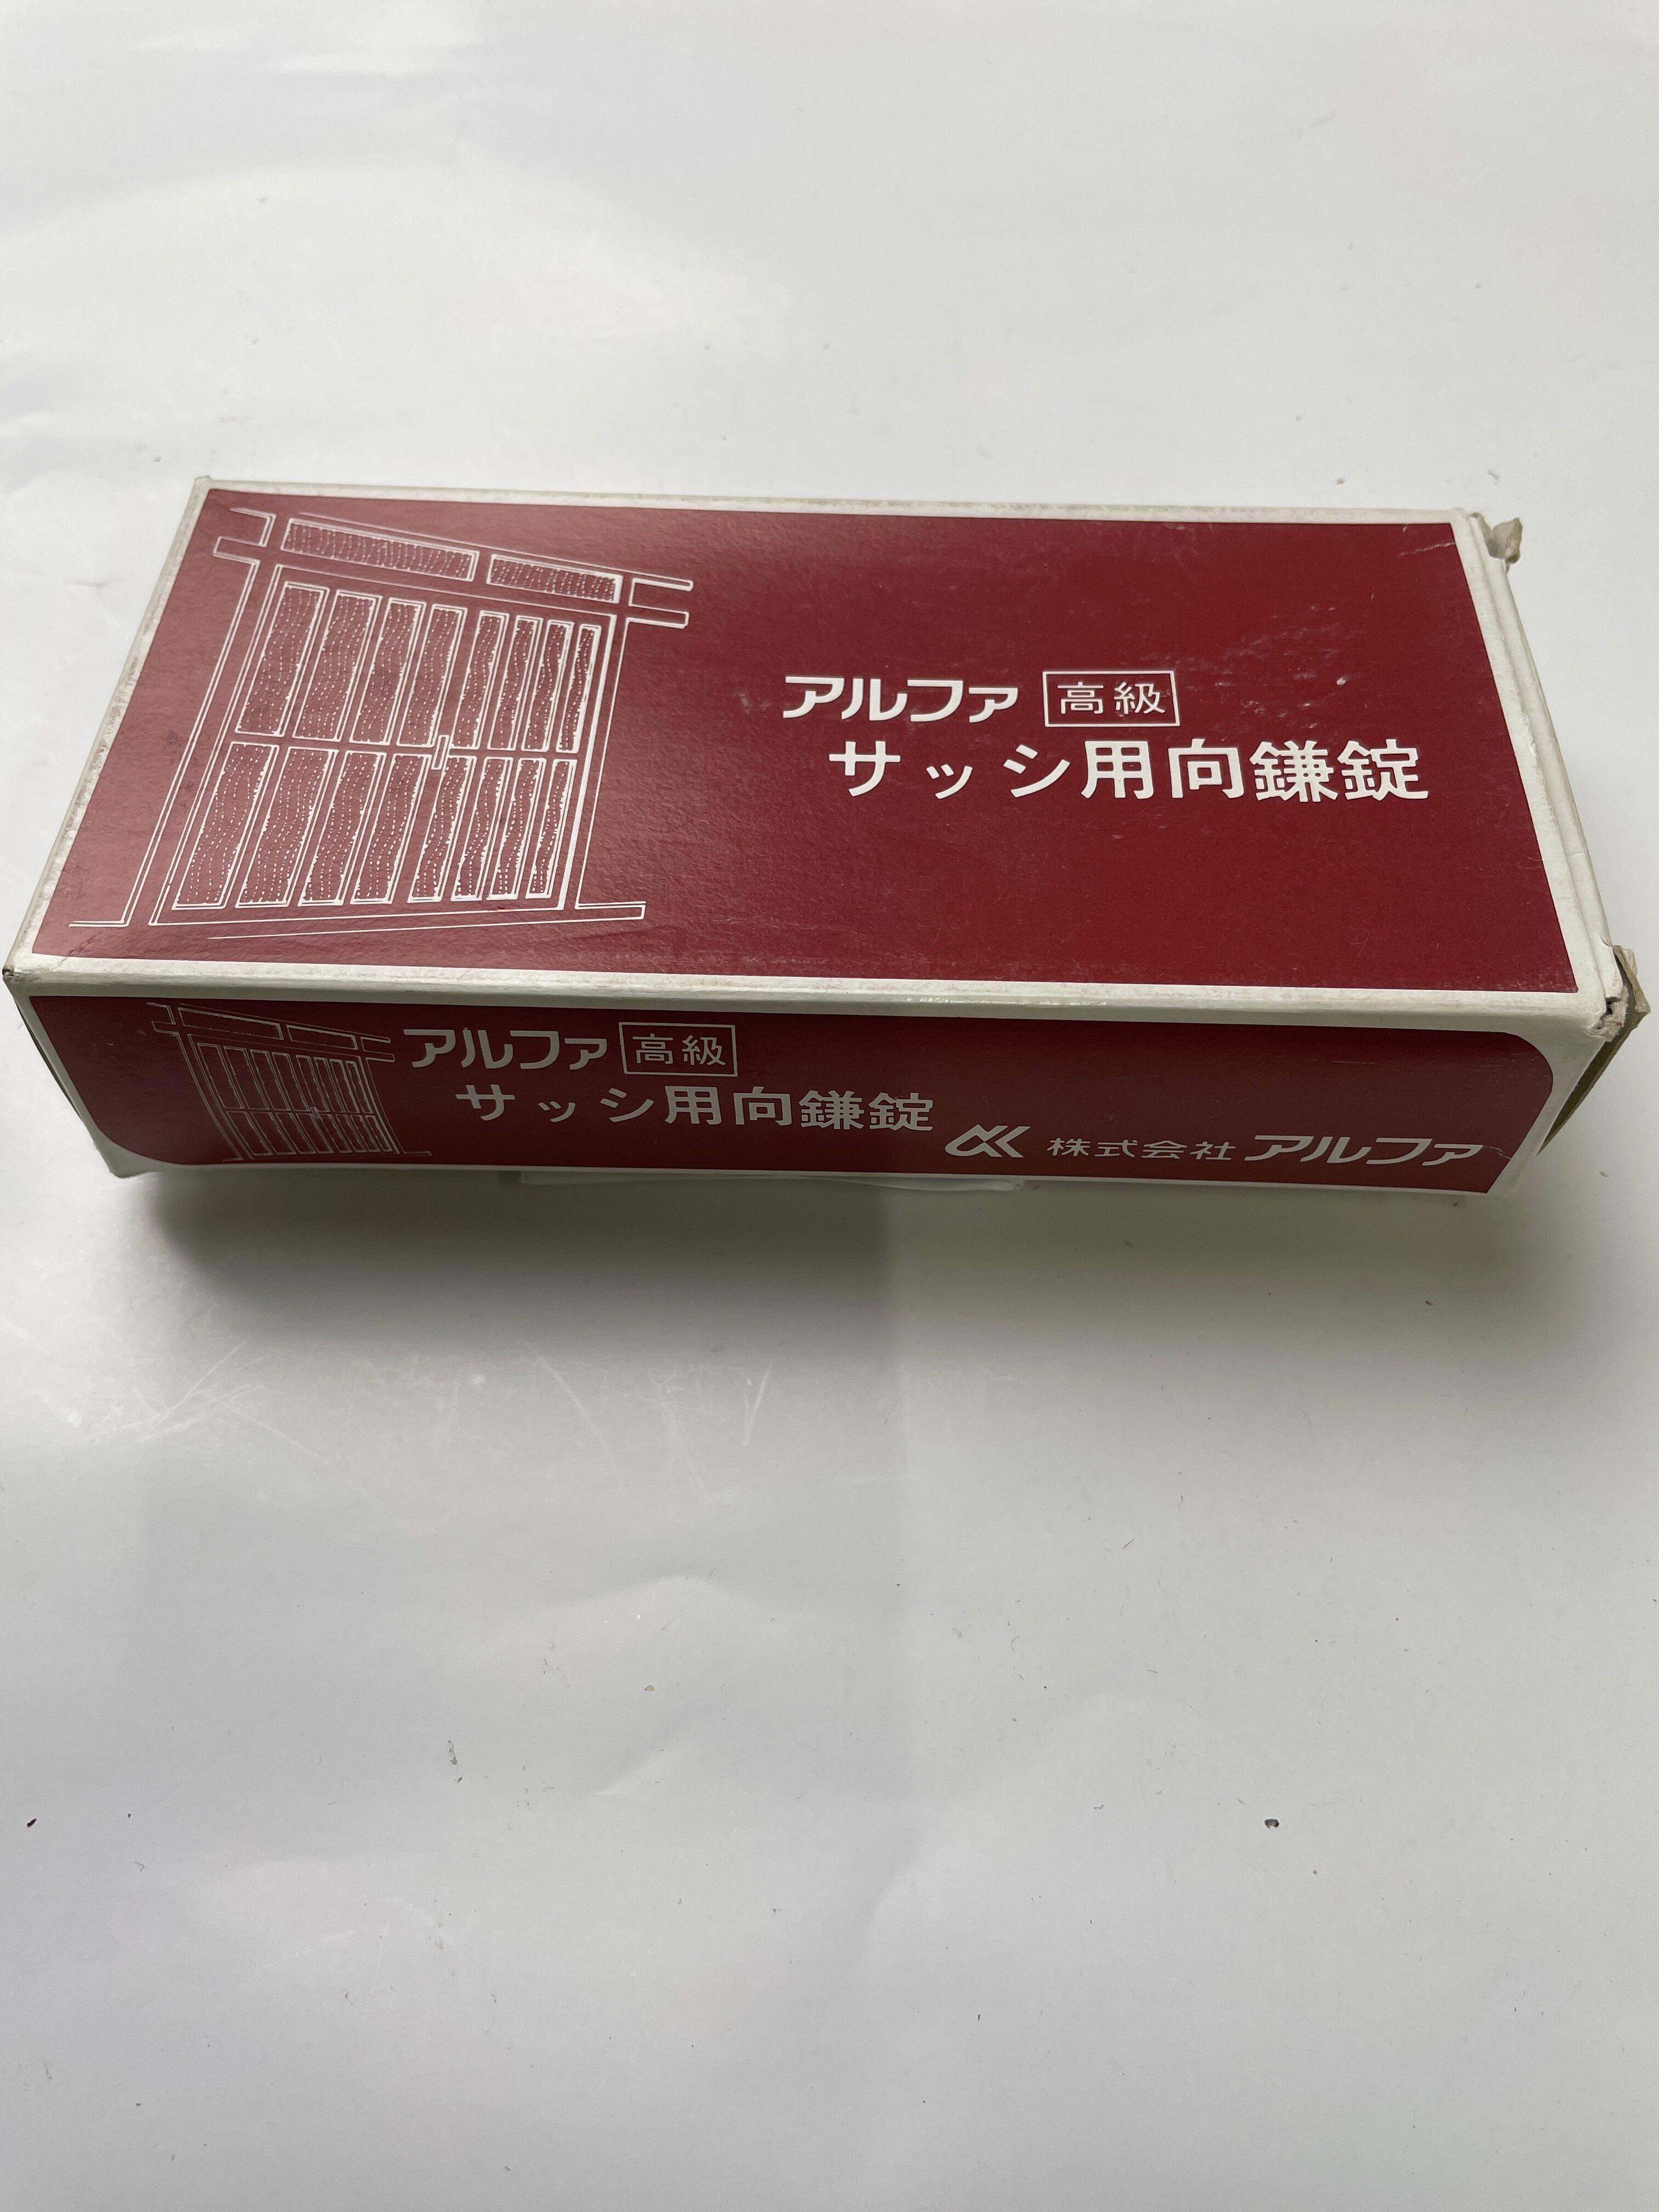 アルファ 高級
サッシ用向鎌錠
アルファ 高級
サッシ用向鎌錠
株式会社 アルファ